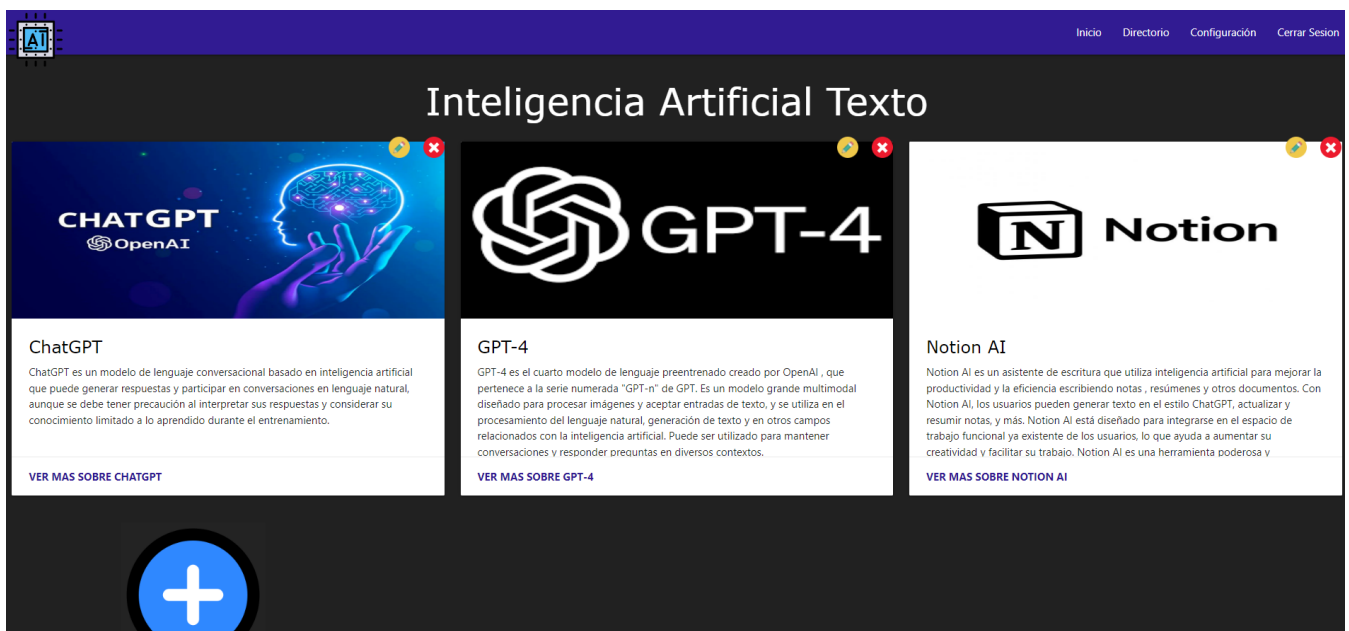 AI
Inicio Directorio Configuración Cerrar Sesion
Inteligencia Artificial Texto
CHATGPT
OpenAI
GPT-4
N Notion
ChatGPT
ChatGPT es un modelo de lenguaje conversacional basado en inteligencia artificial
que puede generar respuestas y participar en conversaciones en lenguaje natural,
aunque se debe tener precaución al interpretar sus respuestas y considerar su
conocimiento limitado a lo aprendido durante el entrenamiento.
VER MAS SOBRE CHATGPT
GPT-4
GPT-4 es el cuarto modelo de lenguaje preentrenado creado por OpenAI , que
pertenece a la serie numerada "GPT-n" de GPT. Es un modelo grande multimodal
diseñado para procesar imágenes y aceptar entradas de texto, y se utiliza en el
procesamiento del lenguaje natural, generación de texto y en otros campos
relacionados con la inteligencia artificial. Puede ser utilizado para mantener
conversaciones y responder preguntas en diversos contextos.
VER MAS SOBRE GPT-4
Notion AI
Notion AI es un asistente de escritura que utiliza inteligencia artificial para mejorar la
productividad y la eficiencia escribiendo notas , resúmenes y otros documentos. Con
Notion AI, los usuarios pueden generar texto en el estilo ChatGPT, actualizar y
resumir notas, y más. Notion AI está diseñado para integrarse en el espacio de
trabajo funcional ya existente de los usuarios, lo que ayuda a aumentar su
creatividad y facilitar su trabajo. Notion AI es una herramienta poderosa y
VER MAS SOBRE NOTION AI